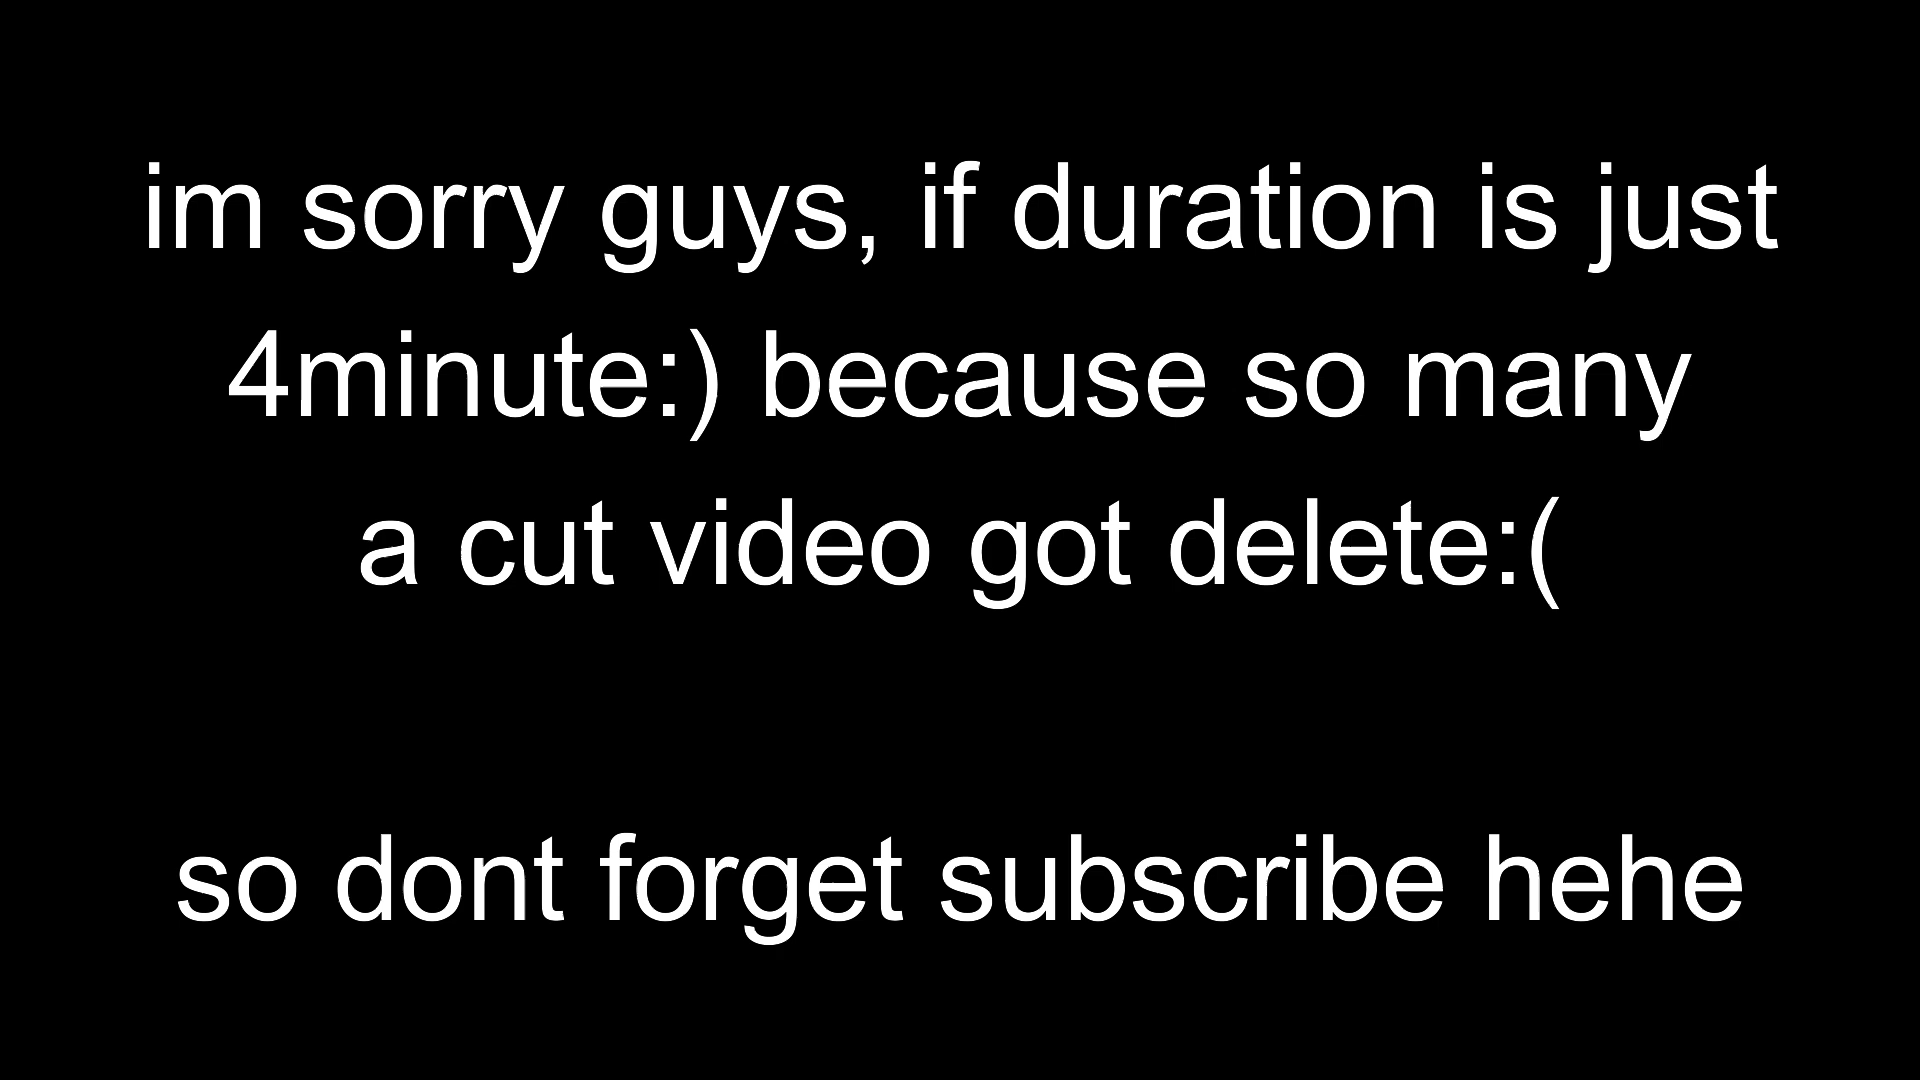 im sorry guys, if duration is just
4minute:) because so many
a cut video got delete:(
so dont forget subscribe hehe